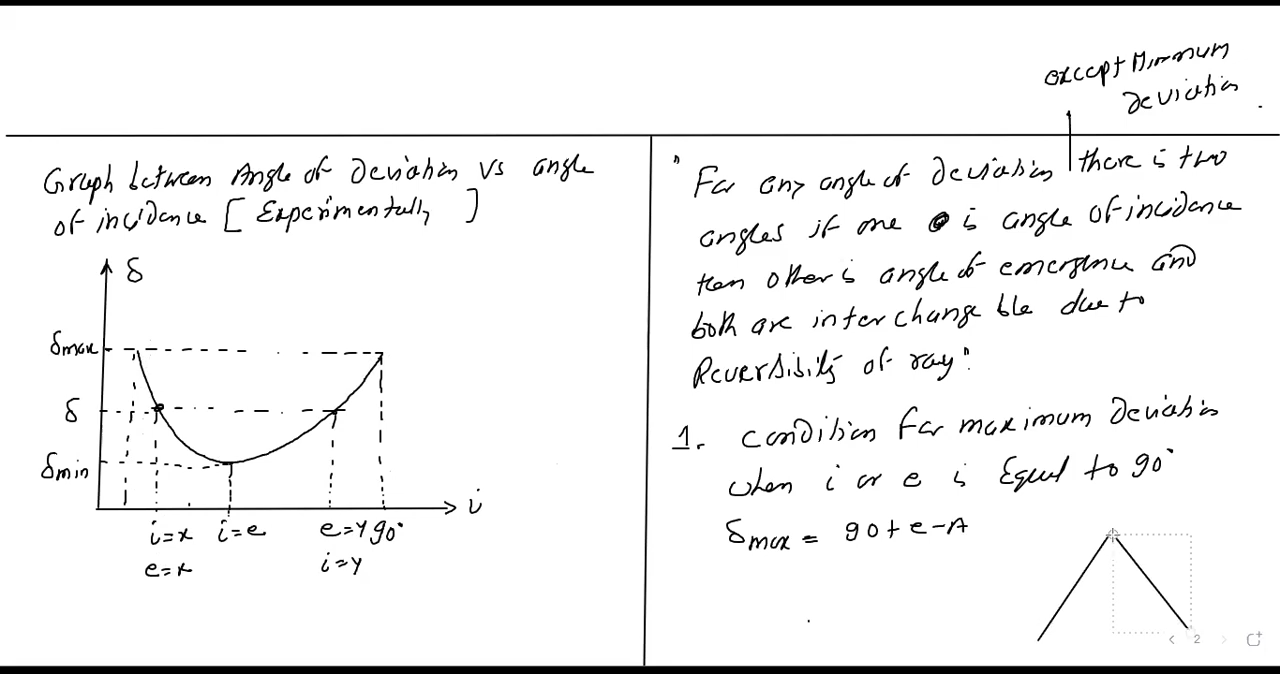 except Minimum
Deviation
Graph between Angle of Deviation Vs angle
of incidence [ Experimentally ]
δ
δmax
δ
δmin
i
i=x i=e e=y 90°
e=x i=y
" For any angle of Deviation there is two
angles if one is angle of incidence
then other is angle of emergence and
both are interchangeble due to
Reversibility of ray"
1. Condition For maximum Deviation
when i or e is Equal to 90°
δmax = 90 + e - A
< 2 >